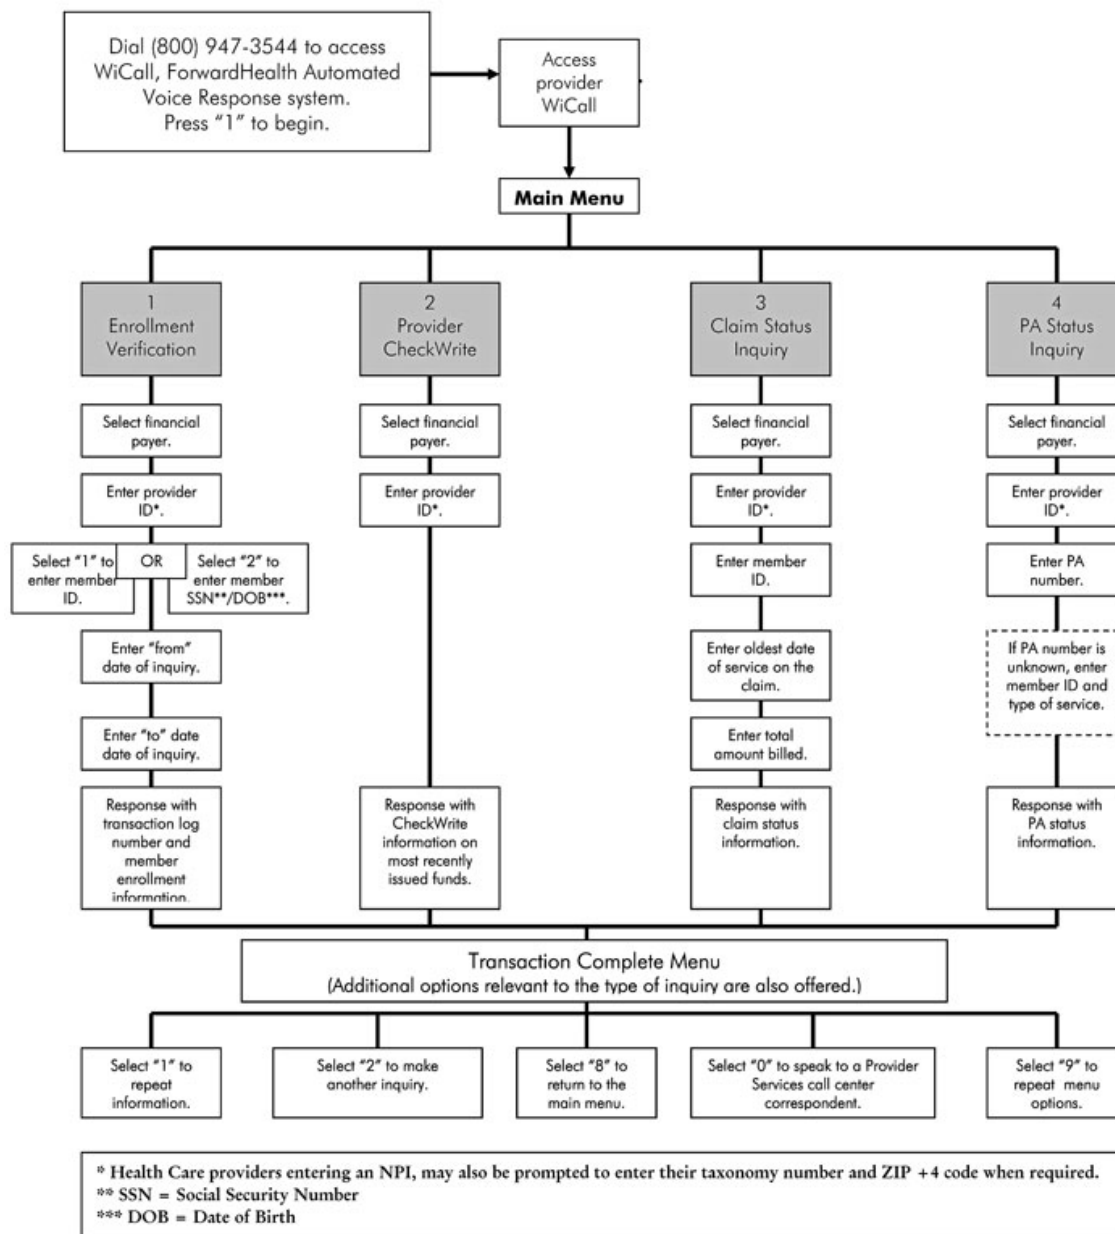 Dial (800) 947-3544 to access
WiCall, ForwardHealth Automated
Voice Response system.
Press “1” to begin.
Access
provider
WiCall
Main Menu
1
Enrollment
Verification
2
Provider
CheckWrite
3
Claim Status
Inquiry
4
PA Status
Inquiry
Select financial
payer.
Select financial
payer.
Select financial
payer.
Select financial
payer.
Enter provider
ID*.
Enter provider
ID*.
Enter provider
ID*.
Enter provider
ID*.
Select “1” to
enter member
ID.
OR
Select “2” to
enter member
SSN**/DOB***.
Enter member
ID.
Enter PA
number.
Enter “from”
date of inquiry.
Enter oldest date
of service on the
claim.
If PA number is
unknown, enter
member ID and
type of service.
Enter “to” date
date of inquiry.
Enter total
amount billed.
Response with
transaction log
number and
member
enrollment
information.
Response with
CheckWrite
information on
most recently
issued funds.
Response with
claim status
information.
Response with
PA status
information.
Transaction Complete Menu
(Additional options relevant to the type of inquiry are also offered.)
Select “1” to
repeat
information.
Select “2” to make
another inquiry.
Select “8” to
return to the
main menu.
Select “0” to speak to a Provider
Services call center
correspondent.
Select “9” to
repeat menu
options.
* Health Care providers entering an NPI, may also be prompted to enter their taxonomy number and ZIP +4 code when required.
** SSN = Social Security Number
*** DOB = Date of Birth